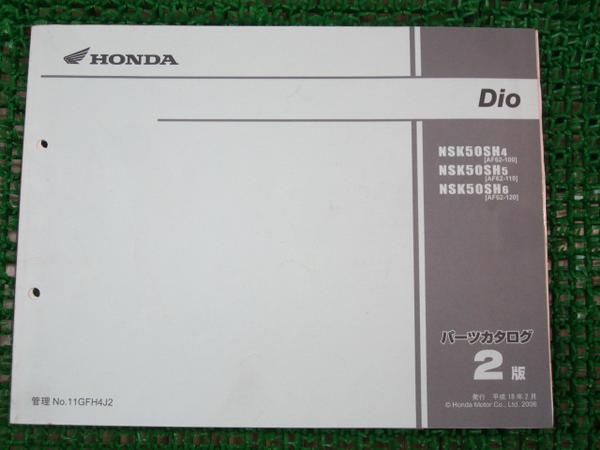 HONDA
Dio
NSK50SH4
[AF62-100]
NSK50SH5
[AF62-110]
NSK50SH6
[AF62-120]
パーツカタログ
2版
発行 平成18年2月
© Honda Motor Co., Ltd. 2006
管理 No.11GFH4J2